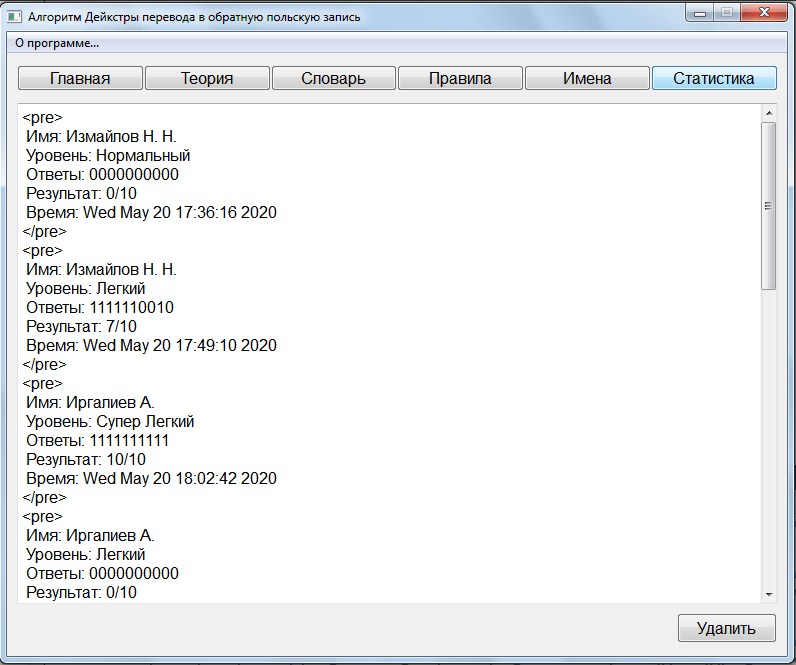 Алгоритм Дейкстры перевода в обратную польскую запись
О программе...
Главная Теория Словарь Правила Имена Статистика
<pre>
Имя: Измайлов Н. Н.
Уровень: Нормальный
Ответы: 0000000000
Результат: 0/10
Время: Wed May 20 17:36:16 2020
</pre>
<pre>
Имя: Измайлов Н. Н.
Уровень: Легкий
Ответы: 1111110010
Результат: 7/10
Время: Wed May 20 17:49:10 2020
</pre>
<pre>
Имя: Иргалиев А.
Уровень: Супер Легкий
Ответы: 1111111111
Результат: 10/10
Время: Wed May 20 18:02:42 2020
</pre>
<pre>
Имя: Иргалиев А.
Уровень: Легкий
Ответы: 0000000000
Результат: 0/10
Удалить